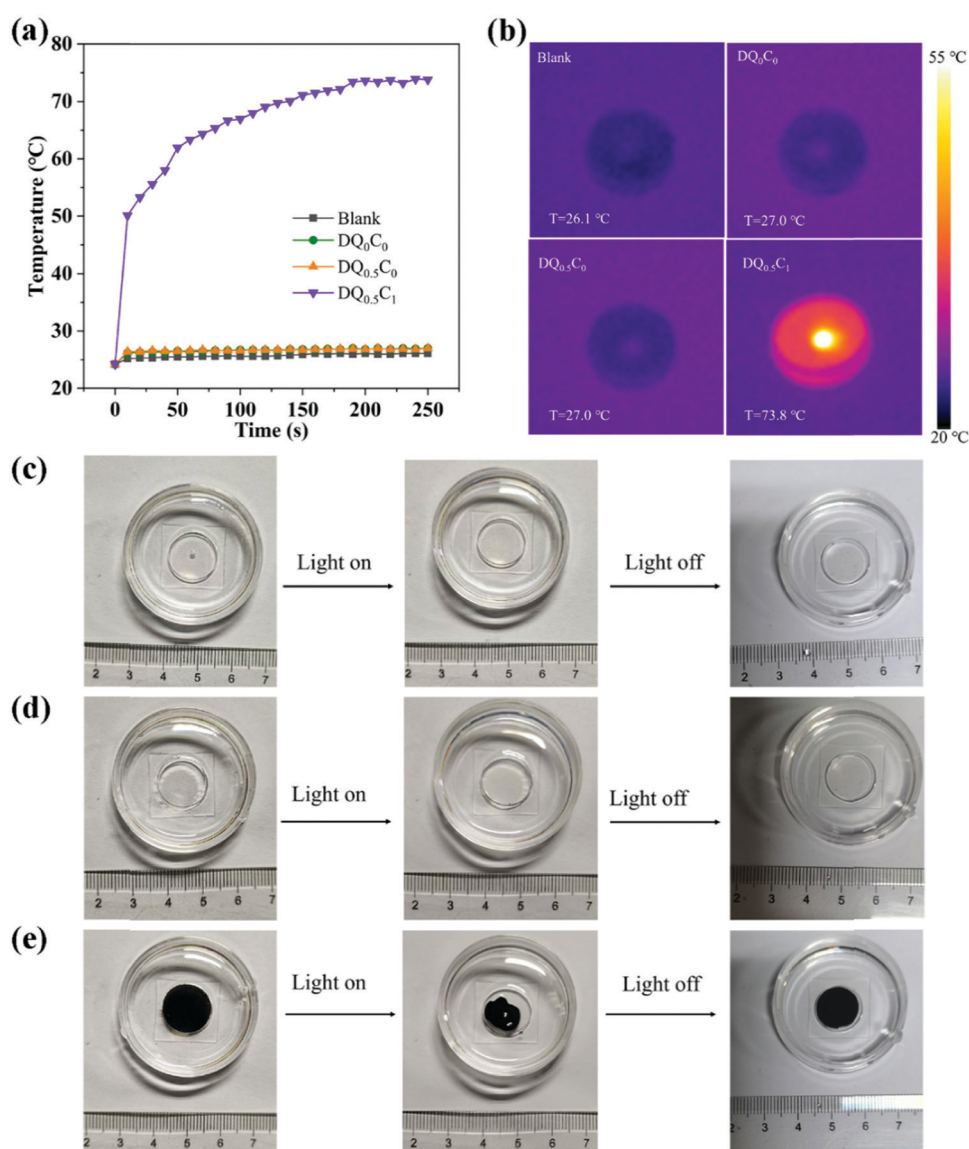 (a)
80
70
60
50
40
30
20
Temperature (℃)
0 50 100 150 200 250
Time (s)
Blank
DQ₀C₀
DQ₀.₅C₀
DQ₀.₅C₁
(b)
Blank
T=26.1 ℃
DQ₀C₀
T=27.0 ℃
DQ₀.₅C₀
T=27.0 ℃
DQ₀.₅C₁
T=73.8 ℃
55 ℃
20 ℃
(c)
Light on
Light off
2 3 4 5 6 7
2 3 4 5 6 7
2 3 4 5 6 7
(d)
Light on
Light off
2 3 4 5 6 7
2 3 4 5 6 7
2 3 4 5 6 7
(e)
Light on
Light off
2 3 4 5 6 7
2 3 4 5 6 7
2 3 4 5 6 7